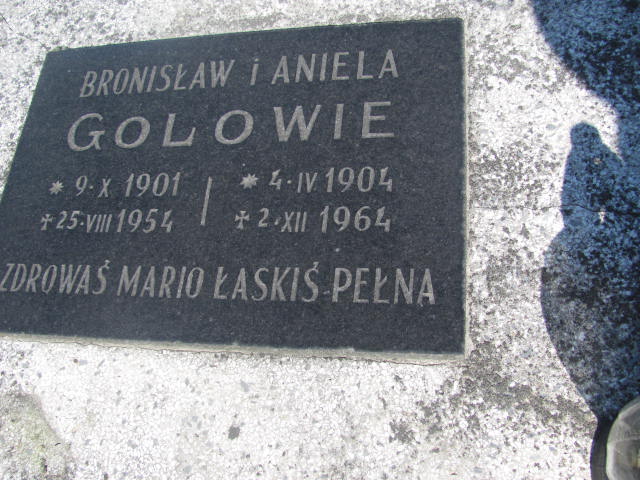 BRONISŁAW i ANIELA
GOLOWIE
* 9·X 1901 | * 4·IV 1904
✝ 25·VIII 1954 | ✝ 2·XII 1964
ZDROWAŚ MARIO ŁASKIŚ PEŁNA